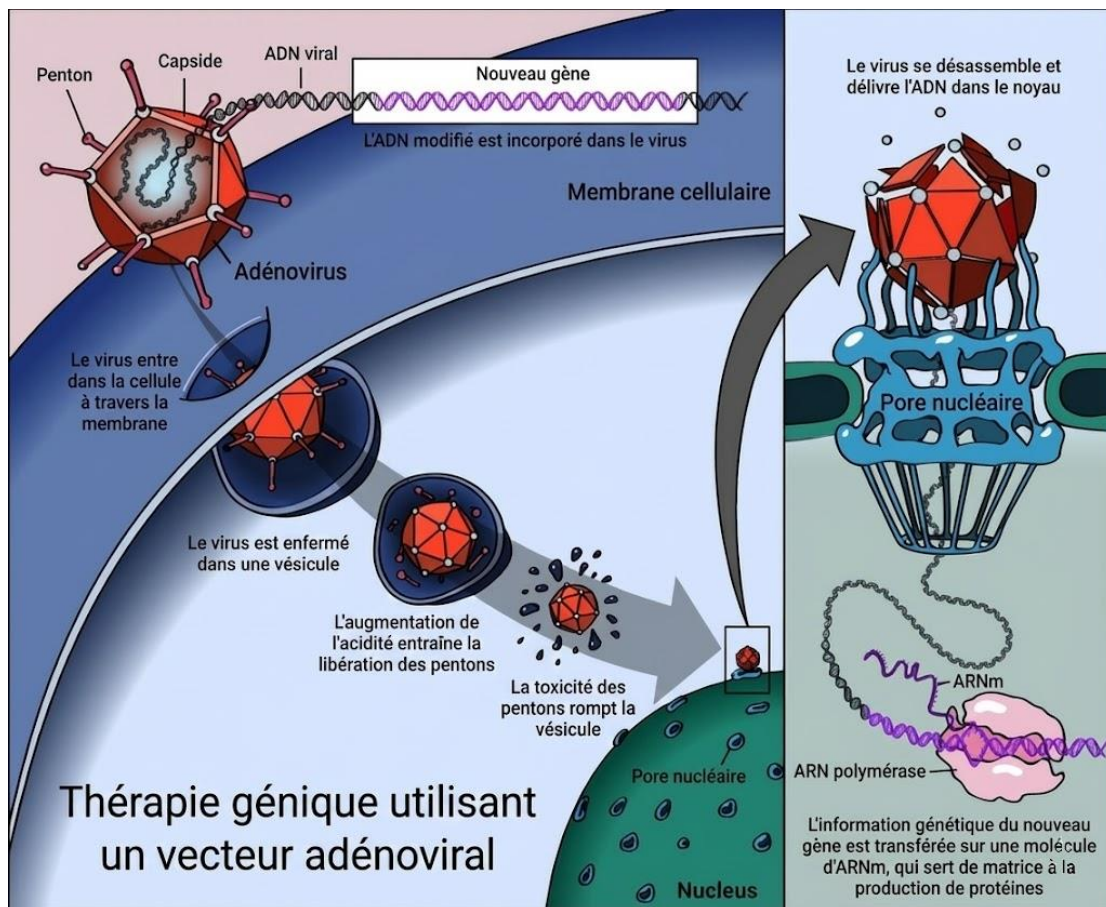 Penton
Capside
ADN viral
Nouveau gène
L'ADN modifié est incorporé dans le virus
Membrane cellulaire
Adénovirus
Le virus entre
dans la cellule
à travers la
membrane
Le virus est enfermé
dans une vésicule
L'augmentation de
l'acidité entraîne la
libération des pentons
La toxicité des
pentons rompt la
vésicule
Pore nucléaire
Nucleus
Thérapie génique utilisant
un vecteur adénoviral
Le virus se désassemble et
délivre l'ADN dans le noyau
Pore nucléaire
ARNm
ARN polymérase
L'information génétique du nouveau
gène est transférée sur une molécule
d'ARNm, qui sert de matrice à la
production de protéines